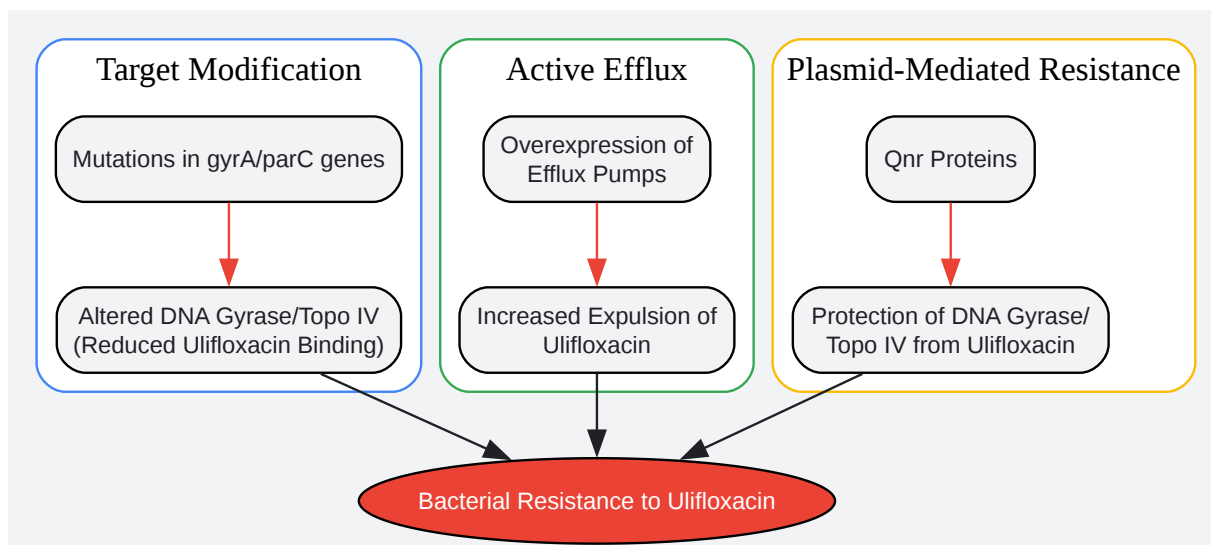 Target Modification
Mutations in gyrA/parC genes
Altered DNA Gyrase/Topo IV
(Reduced Ulifloxacin Binding)
Active Efflux
Overexpression of
Efflux Pumps
Increased Expulsion of
Ulifloxacin
Plasmid-Mediated Resistance
Qnr Proteins
Protection of DNA Gyrase/
Topo IV from Ulifloxacin
Bacterial Resistance to Ulifloxacin